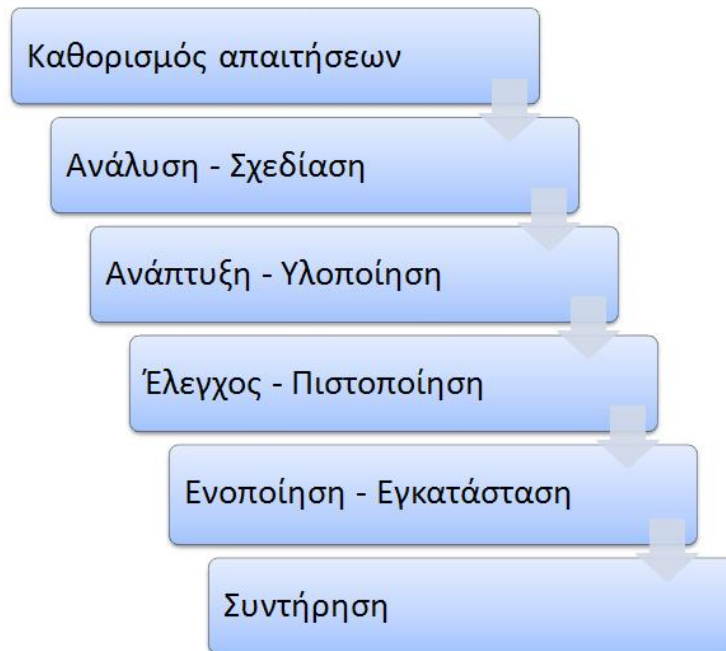 Καθορισμός απαιτήσεων
Ανάλυση - Σχεδίαση
Ανάπτυξη - Υλοποίηση
Έλεγχος - Πιστοποίηση
Ενοποίηση - Εγκατάσταση
Συντήρηση